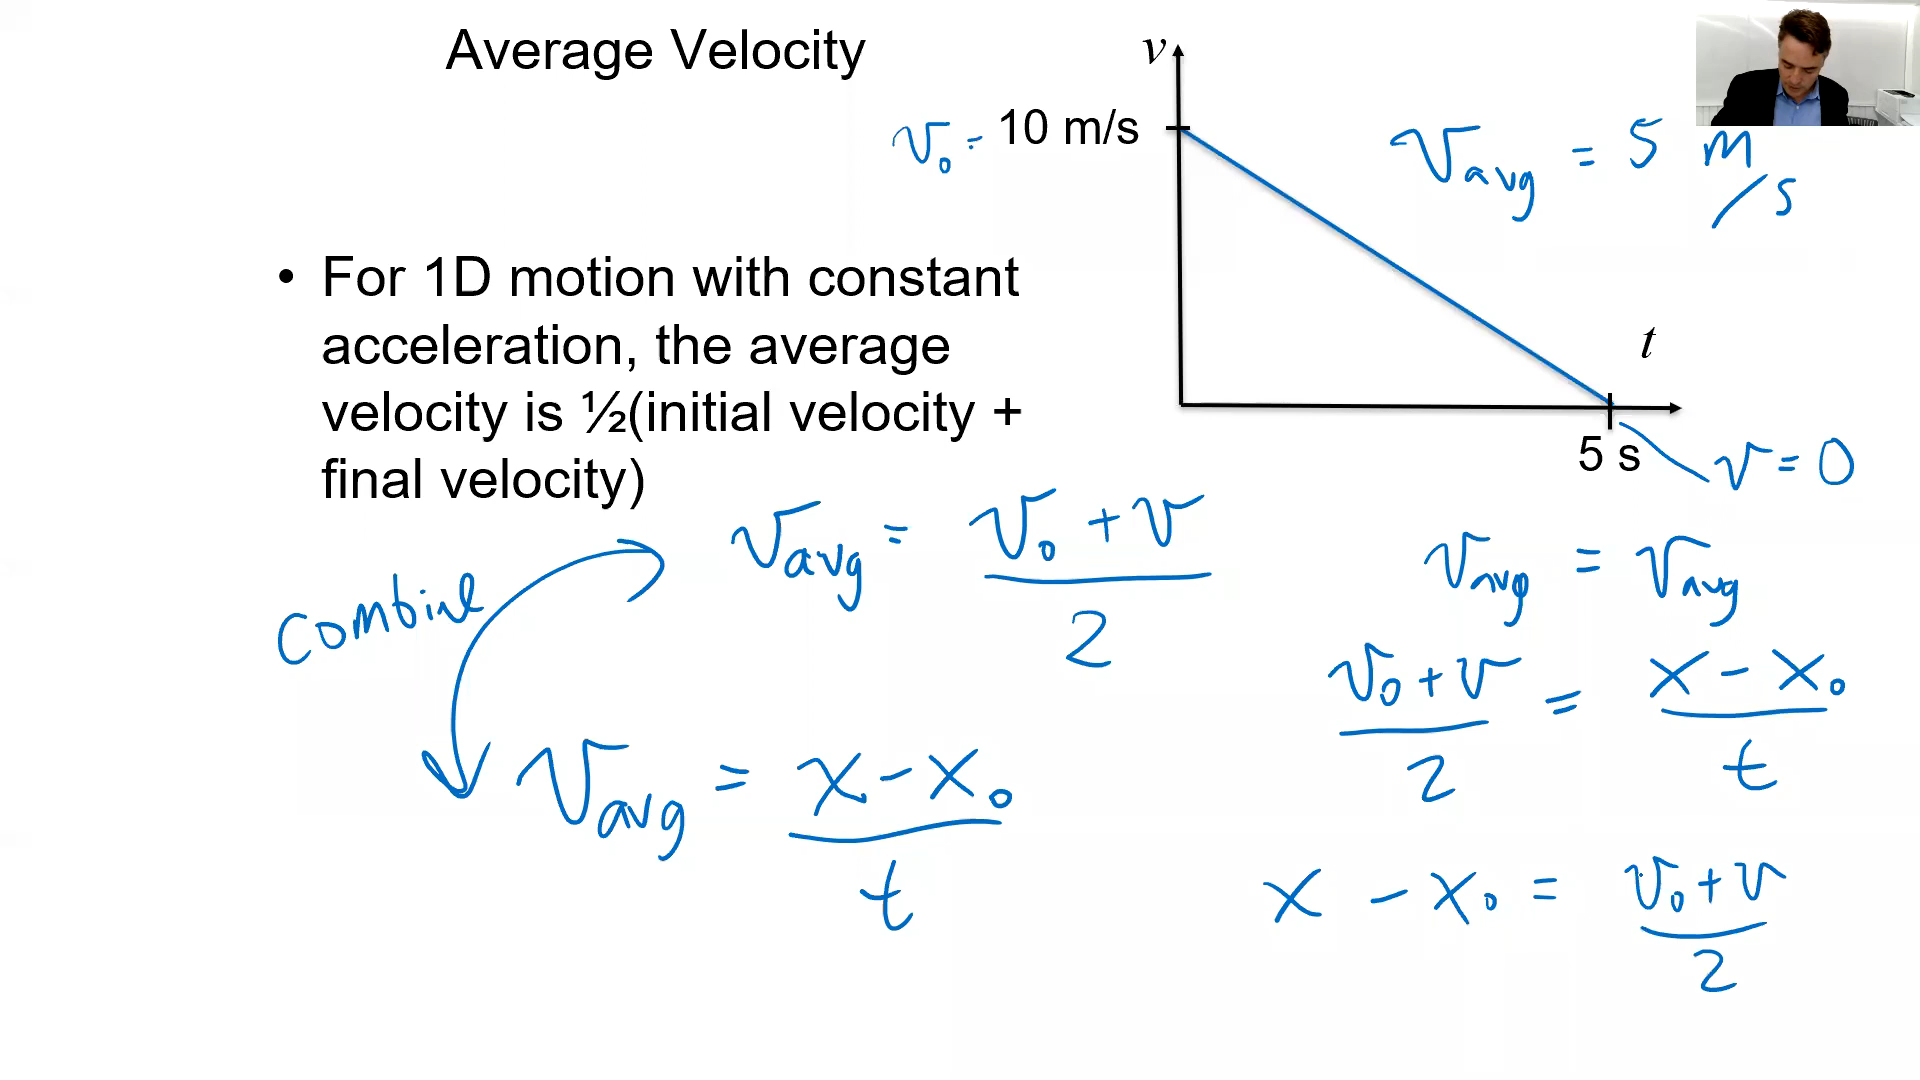 Average Velocity
v
v₀ = 10 m/s
v_avg = 5 m/s
• For 1D motion with constant
acceleration, the average
velocity is ½(initial velocity +
final velocity)
t
5 s
v = 0
v_avg = (v₀ + v)/2
combine
v_avg = (x - x₀)/t
v_avg = v_avg
(v₀ + v)/2 = (x - x₀)/t
x - x₀ = (v₀ + v)/2